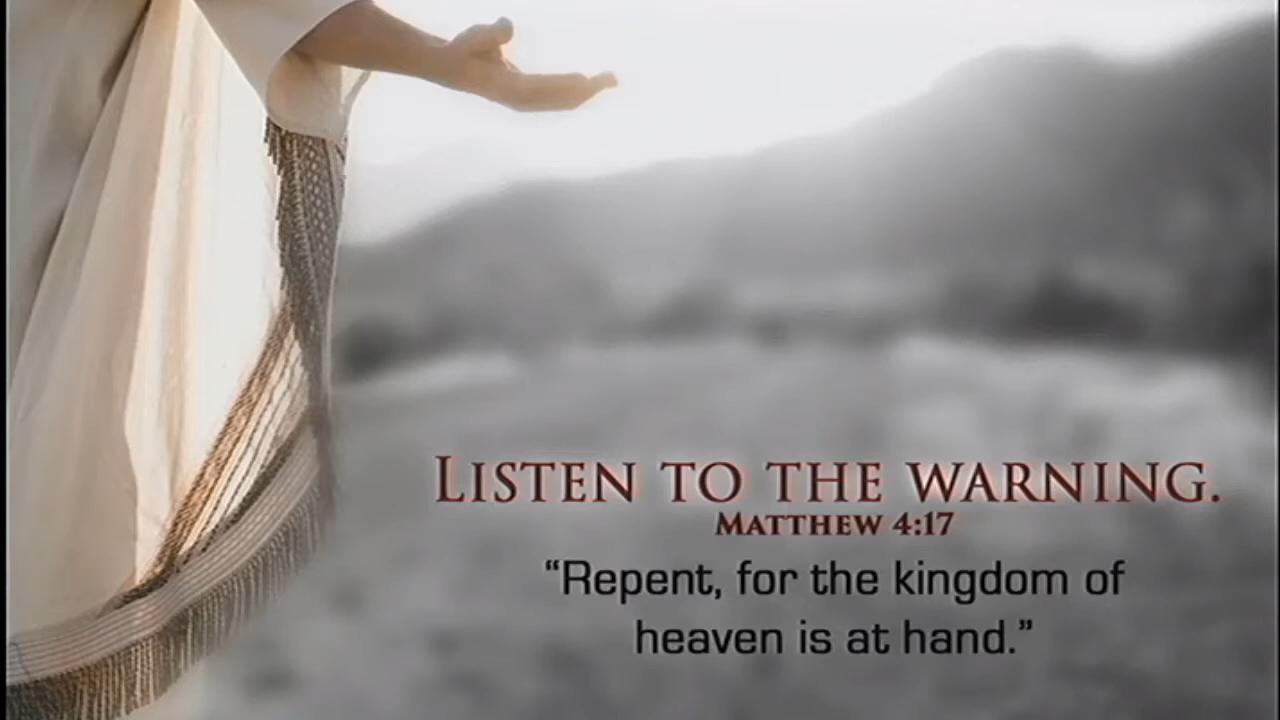 Listen to the warning.
Matthew 4:17
“Repent, for the kingdom of
heaven is at hand.”